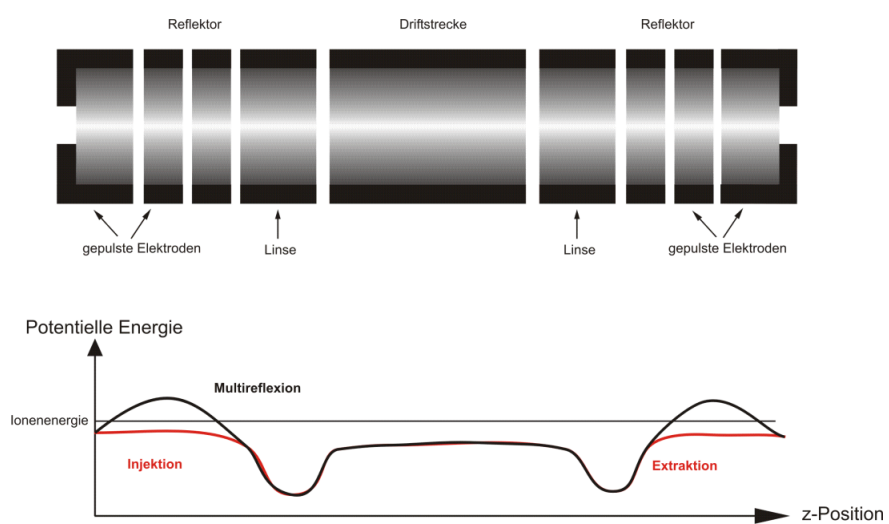 Reflektor
Driftstrecke
Reflektor
gepulste Elektroden
Linse
Linse
gepulste Elektroden
Potentielle Energie
Multireflexion
Ionenenergie
Injektion
Extraktion
z-Position